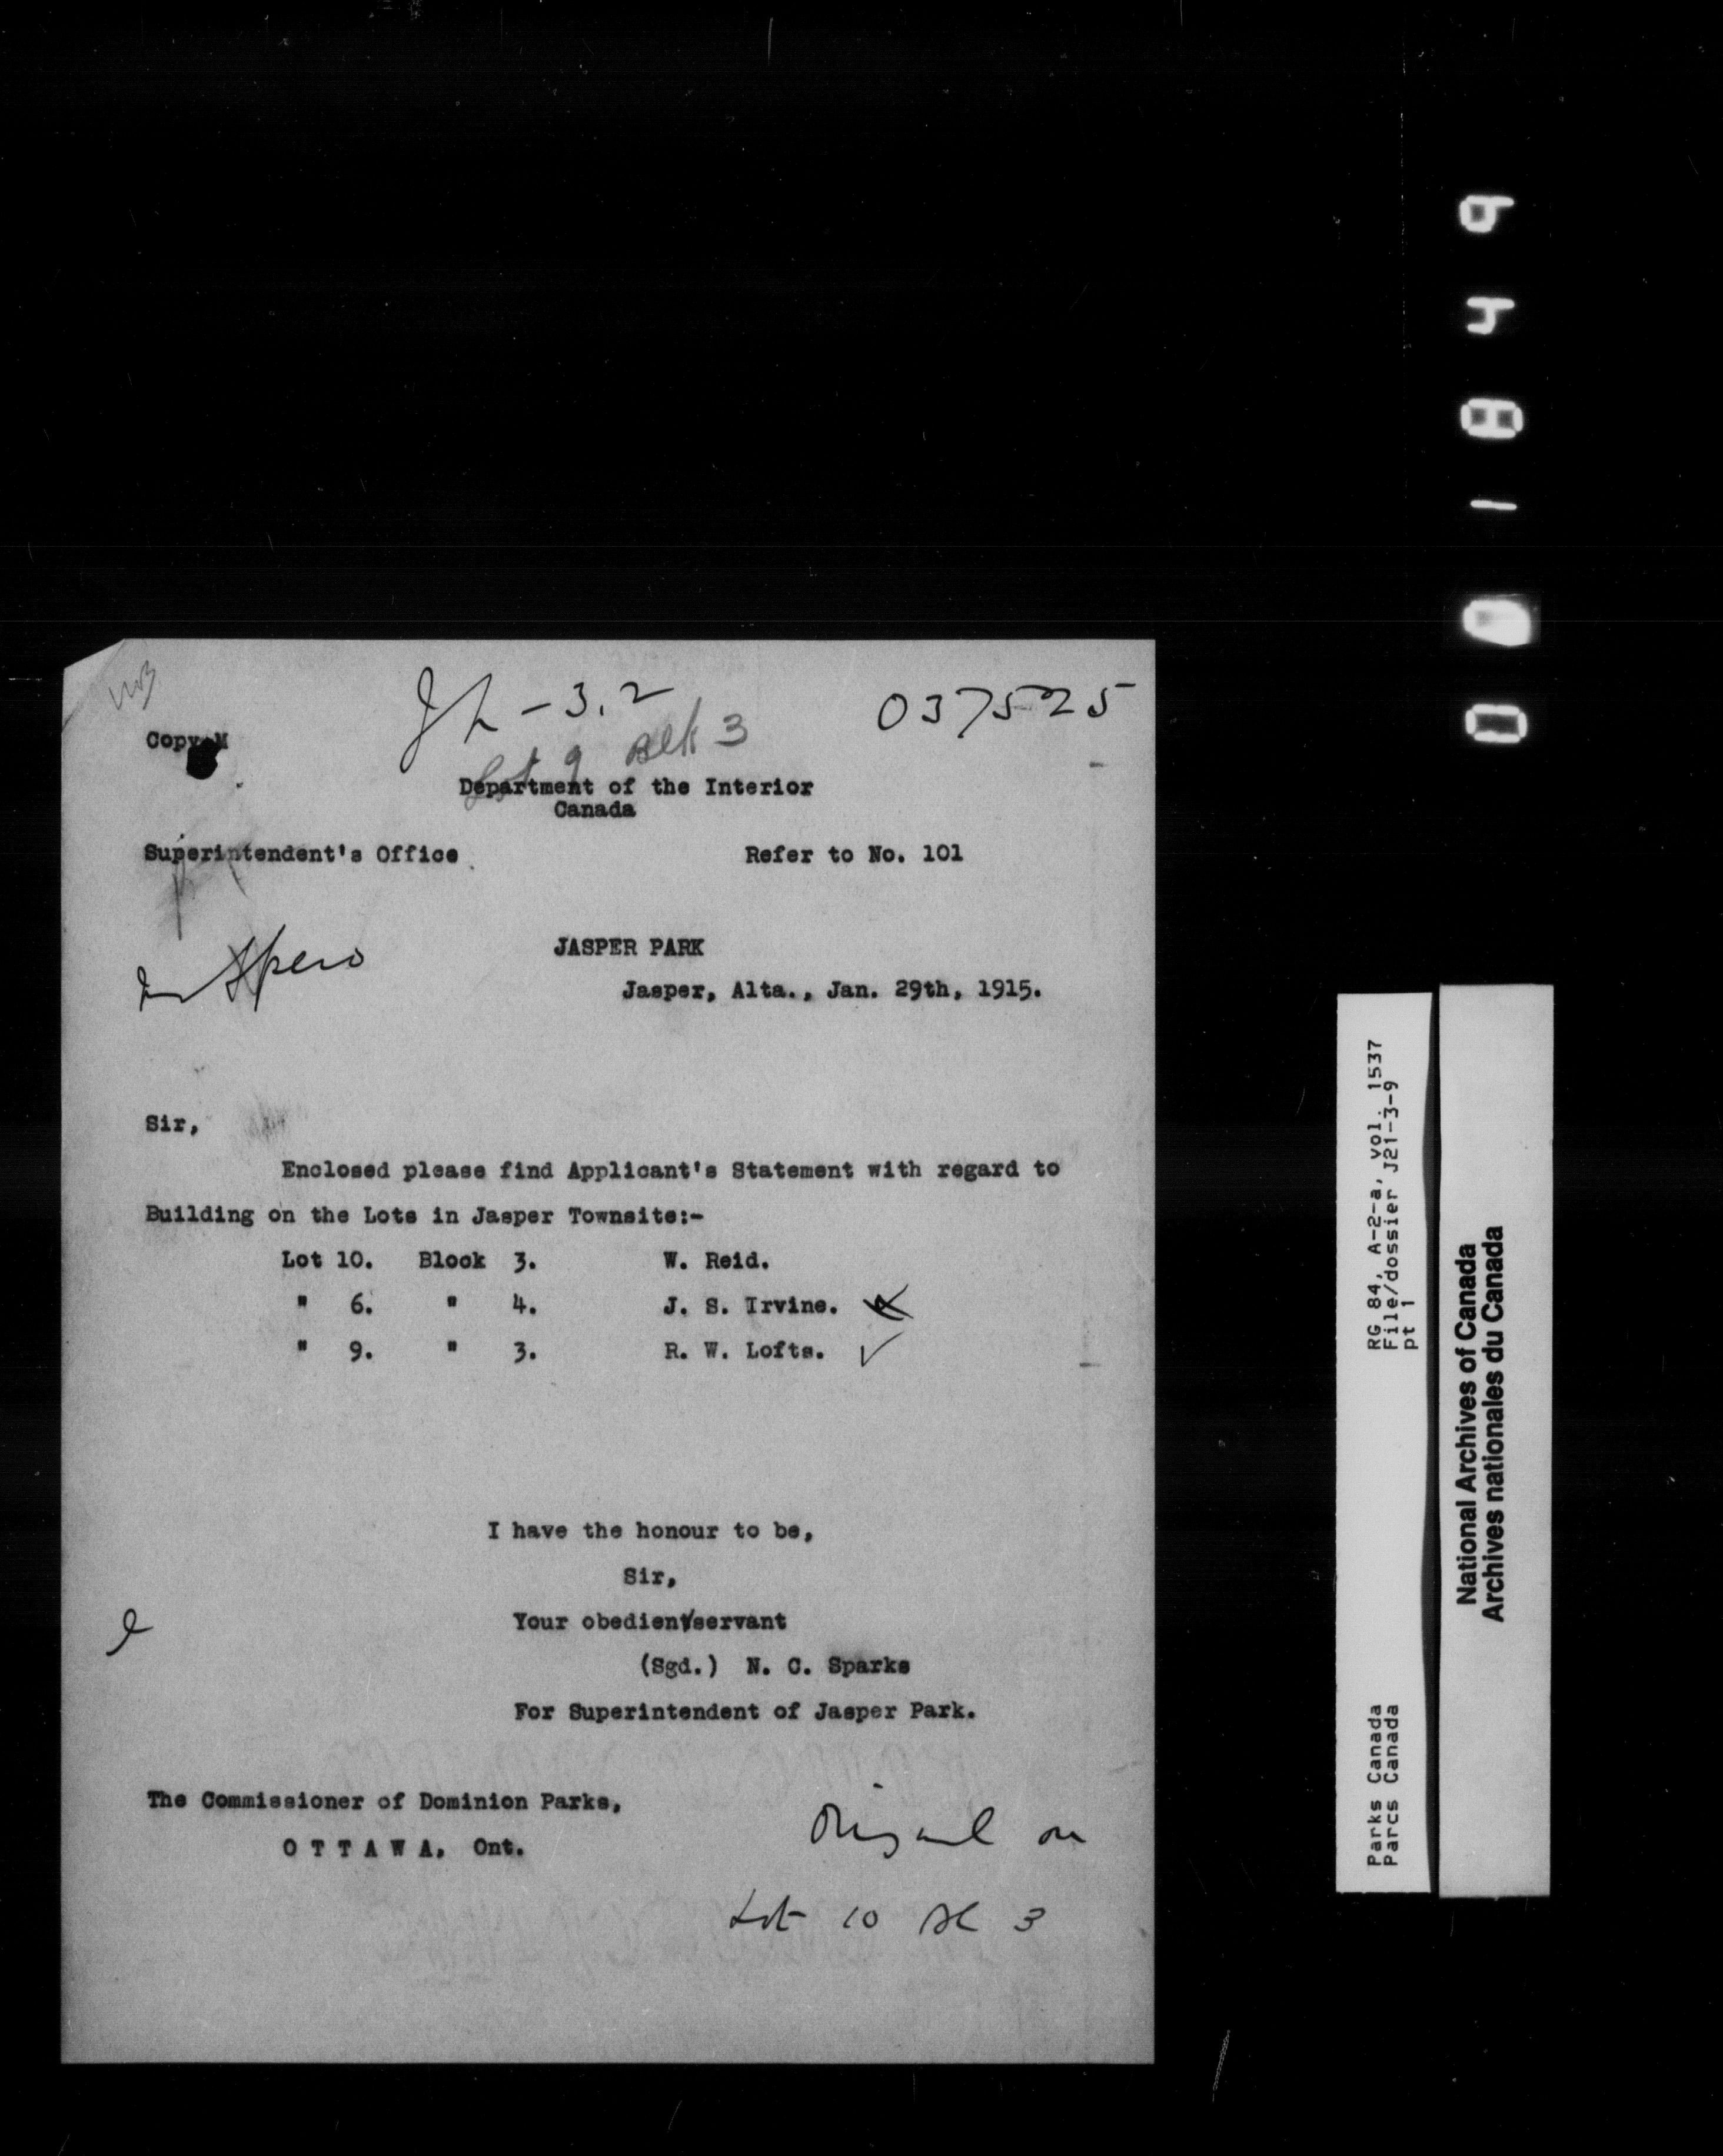 037525
Lot 9 Blk 3
Copy M
Department of the Interior
Canada
Superintendent's Office
Refer to No. 101
JASPER PARK
Jasper, Alta., Jan. 29th, 1915.
Sir,
Enclosed please find Applicant's Statement with regard to
Building on the Lots in Jasper Townsite:-
Lot 10. Block 3. W. Reid.
" 6. " 4. J. S. Irvine.
" 9. " 3. R. W. Lofts. ✓
I have the honour to be,
Sir,
Your obedient/servant
(Sgd.) N. C. Sparks
For Superintendent of Jasper Park.
The Commissioner of Dominion Parks,
O T T A W A, Ont.
Original on
Lot 10 Bk 3
RG 84, A-2-a, vol. 1537
File/dossier J21-3-9
pt 1
Parks Canada
Parcs Canada
National Archives of Canada
Archives nationales du Canada